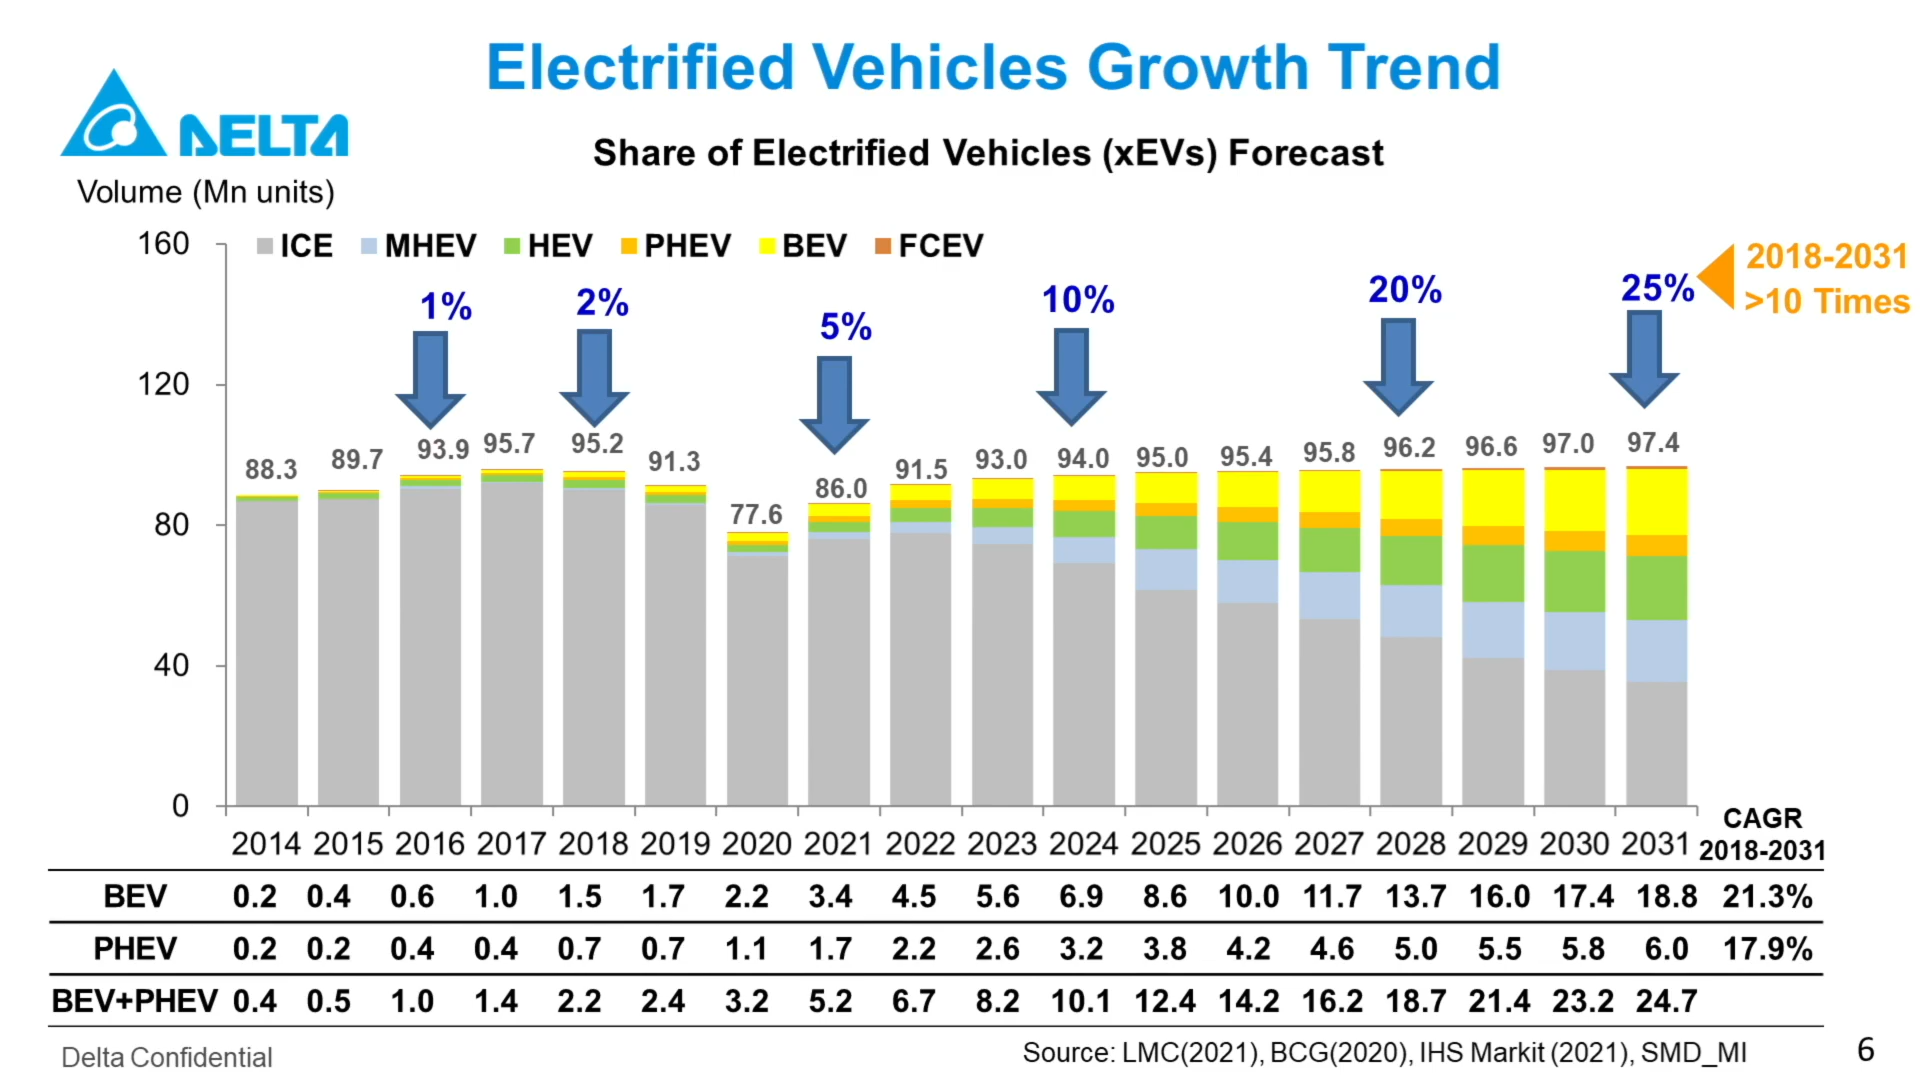 Electrified Vehicles Growth Trend
DELTA
Share of Electrified Vehicles (xEVs) Forecast
Volume (Mn units)
160
120
80
40
0
ICE MHEV HEV PHEV BEV FCEV
1% 2% 5% 10% 20% 25%
2018-2031
>10 Times
88.3 89.7 93.9 95.7 95.2 91.3 77.6 86.0 91.5 93.0 94.0 95.0 95.4 95.8 96.2 96.6 97.0 97.4
2014 2015 2016 2017 2018 2019 2020 2021 2022 2023 2024 2025 2026 2027 2028 2029 2030 2031
CAGR
2018-2031
BEV 0.2 0.4 0.6 1.0 1.5 1.7 2.2 3.4 4.5 5.6 6.9 8.6 10.0 11.7 13.7 16.0 17.4 18.8 21.3%
PHEV 0.2 0.2 0.4 0.4 0.7 0.7 1.1 1.7 2.2 2.6 3.2 3.8 4.2 4.6 5.0 5.5 5.8 6.0 17.9%
BEV+PHEV 0.4 0.5 1.0 1.4 2.2 2.4 3.2 5.2 6.7 8.2 10.1 12.4 14.2 16.2 18.7 21.4 23.2 24.7
Delta Confidential
Source: LMC(2021), BCG(2020), IHS Markit (2021), SMD_MI
6